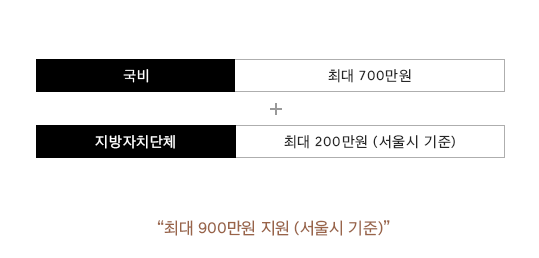 국비 최대 700만원
+
지방자치단체 최대 200만원 (서울시 기준)
“최대 900만원 지원 (서울시 기준)”